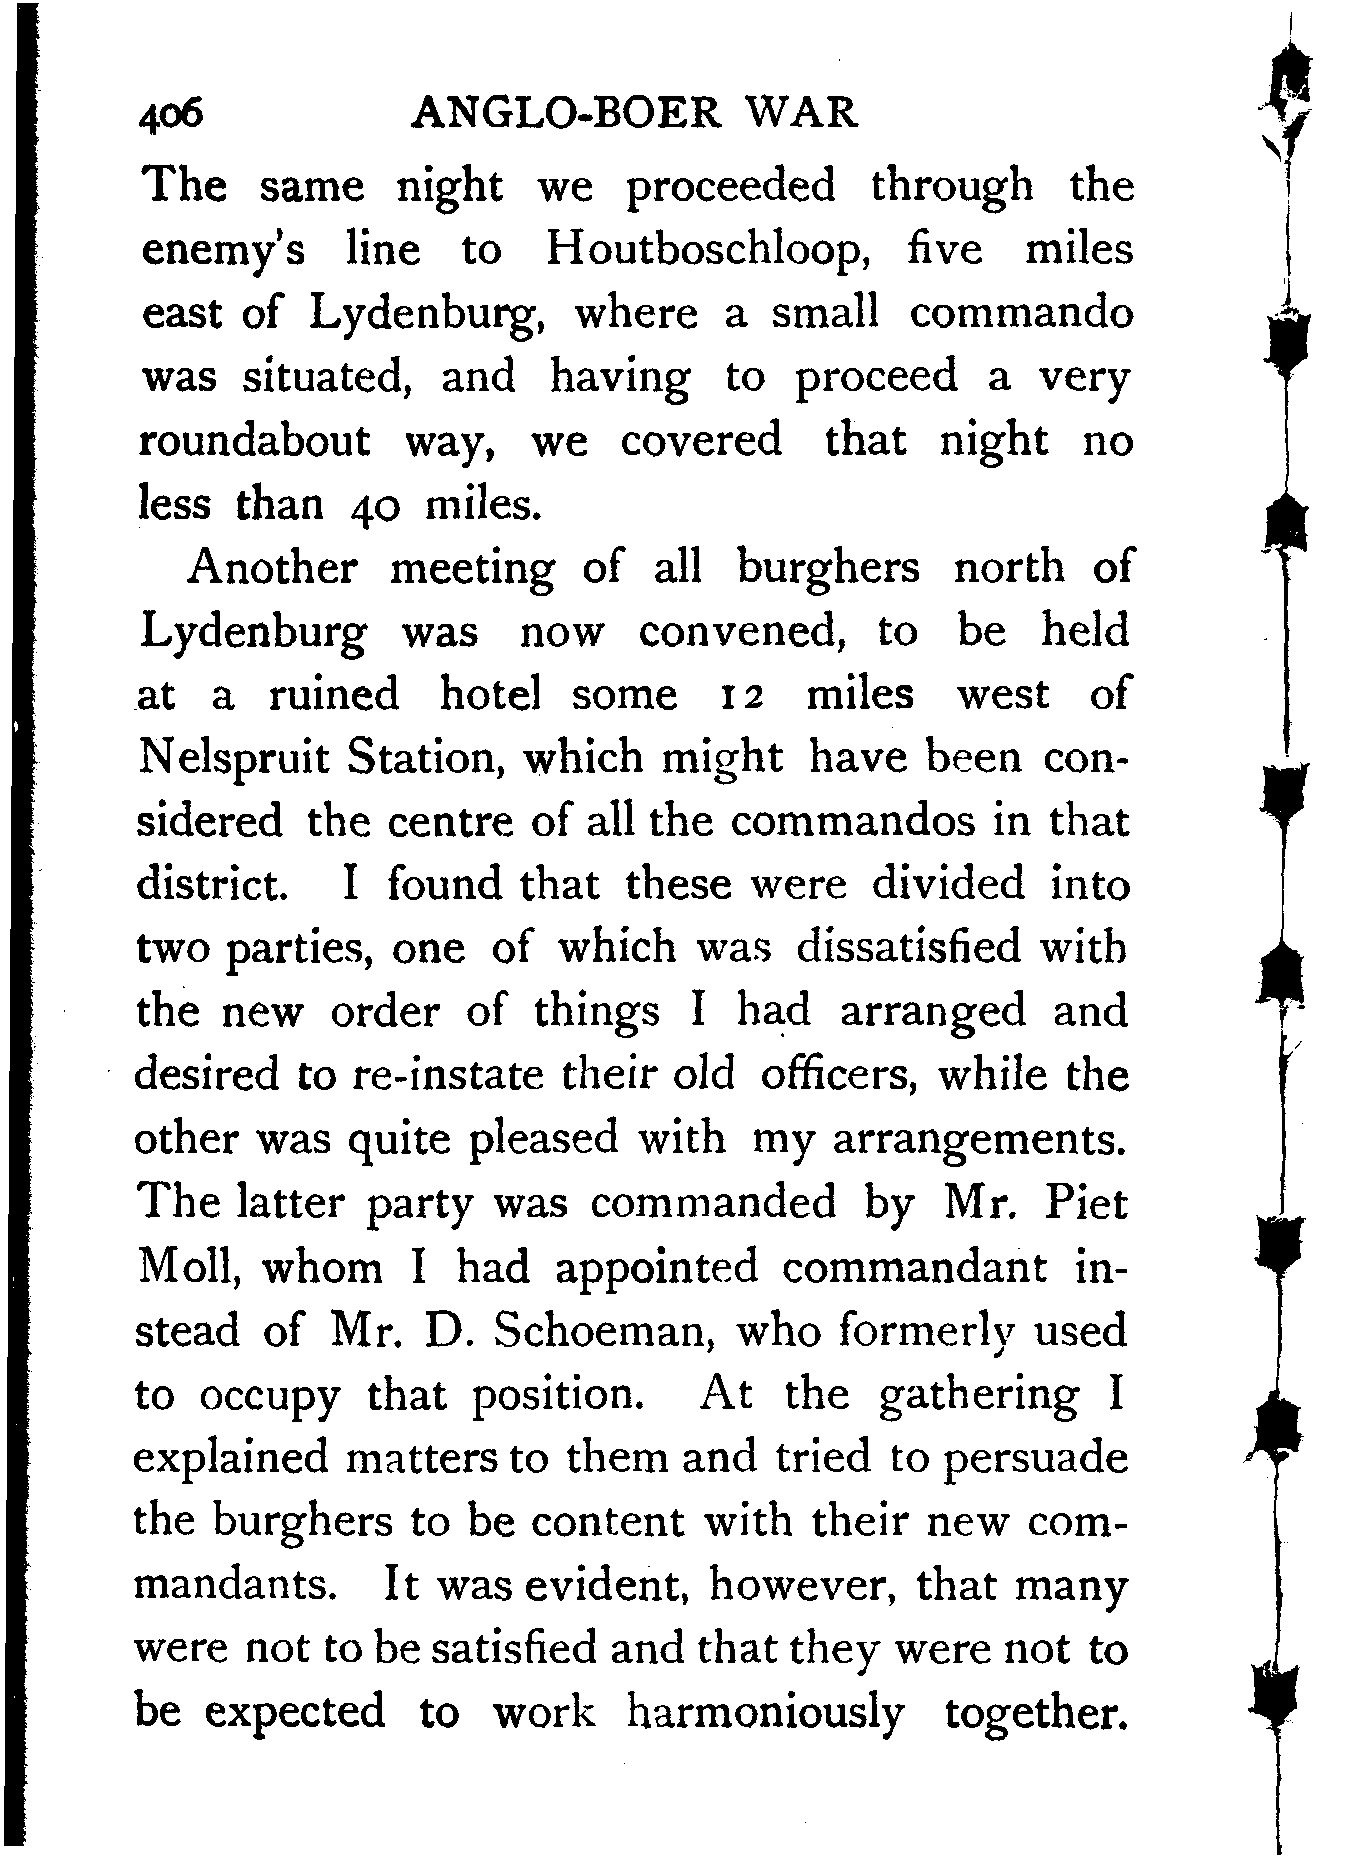 406 ANGLO-BOER WAR
The same night we proceeded through the
enemy's line to Houtboschloop, five miles
east of Lydenburg, where a small commando
was situated, and having to proceed a very
roundabout way, we covered that night no
less than 40 miles.
Another meeting of all burghers north of
Lydenburg was now convened, to be held
at a ruined hotel some 12 miles west of
Nelspruit Station, which might have been con-
sidered the centre of all the commandos in that
district. I found that these were divided into
two parties, one of which was dissatisfied with
the new order of things I had arranged and
desired to re-instate their old officers, while the
other was quite pleased with my arrangements.
The latter party was commanded by Mr. Piet
Moll, whom I had appointed commandant in-
stead of Mr. D. Schoeman, who formerly used
to occupy that position. At the gathering I
explained matters to them and tried to persuade
the burghers to be content with their new com-
mandants. It was evident, however, that many
were not to be satisfied and that they were not to
be expected to work harmoniously together.